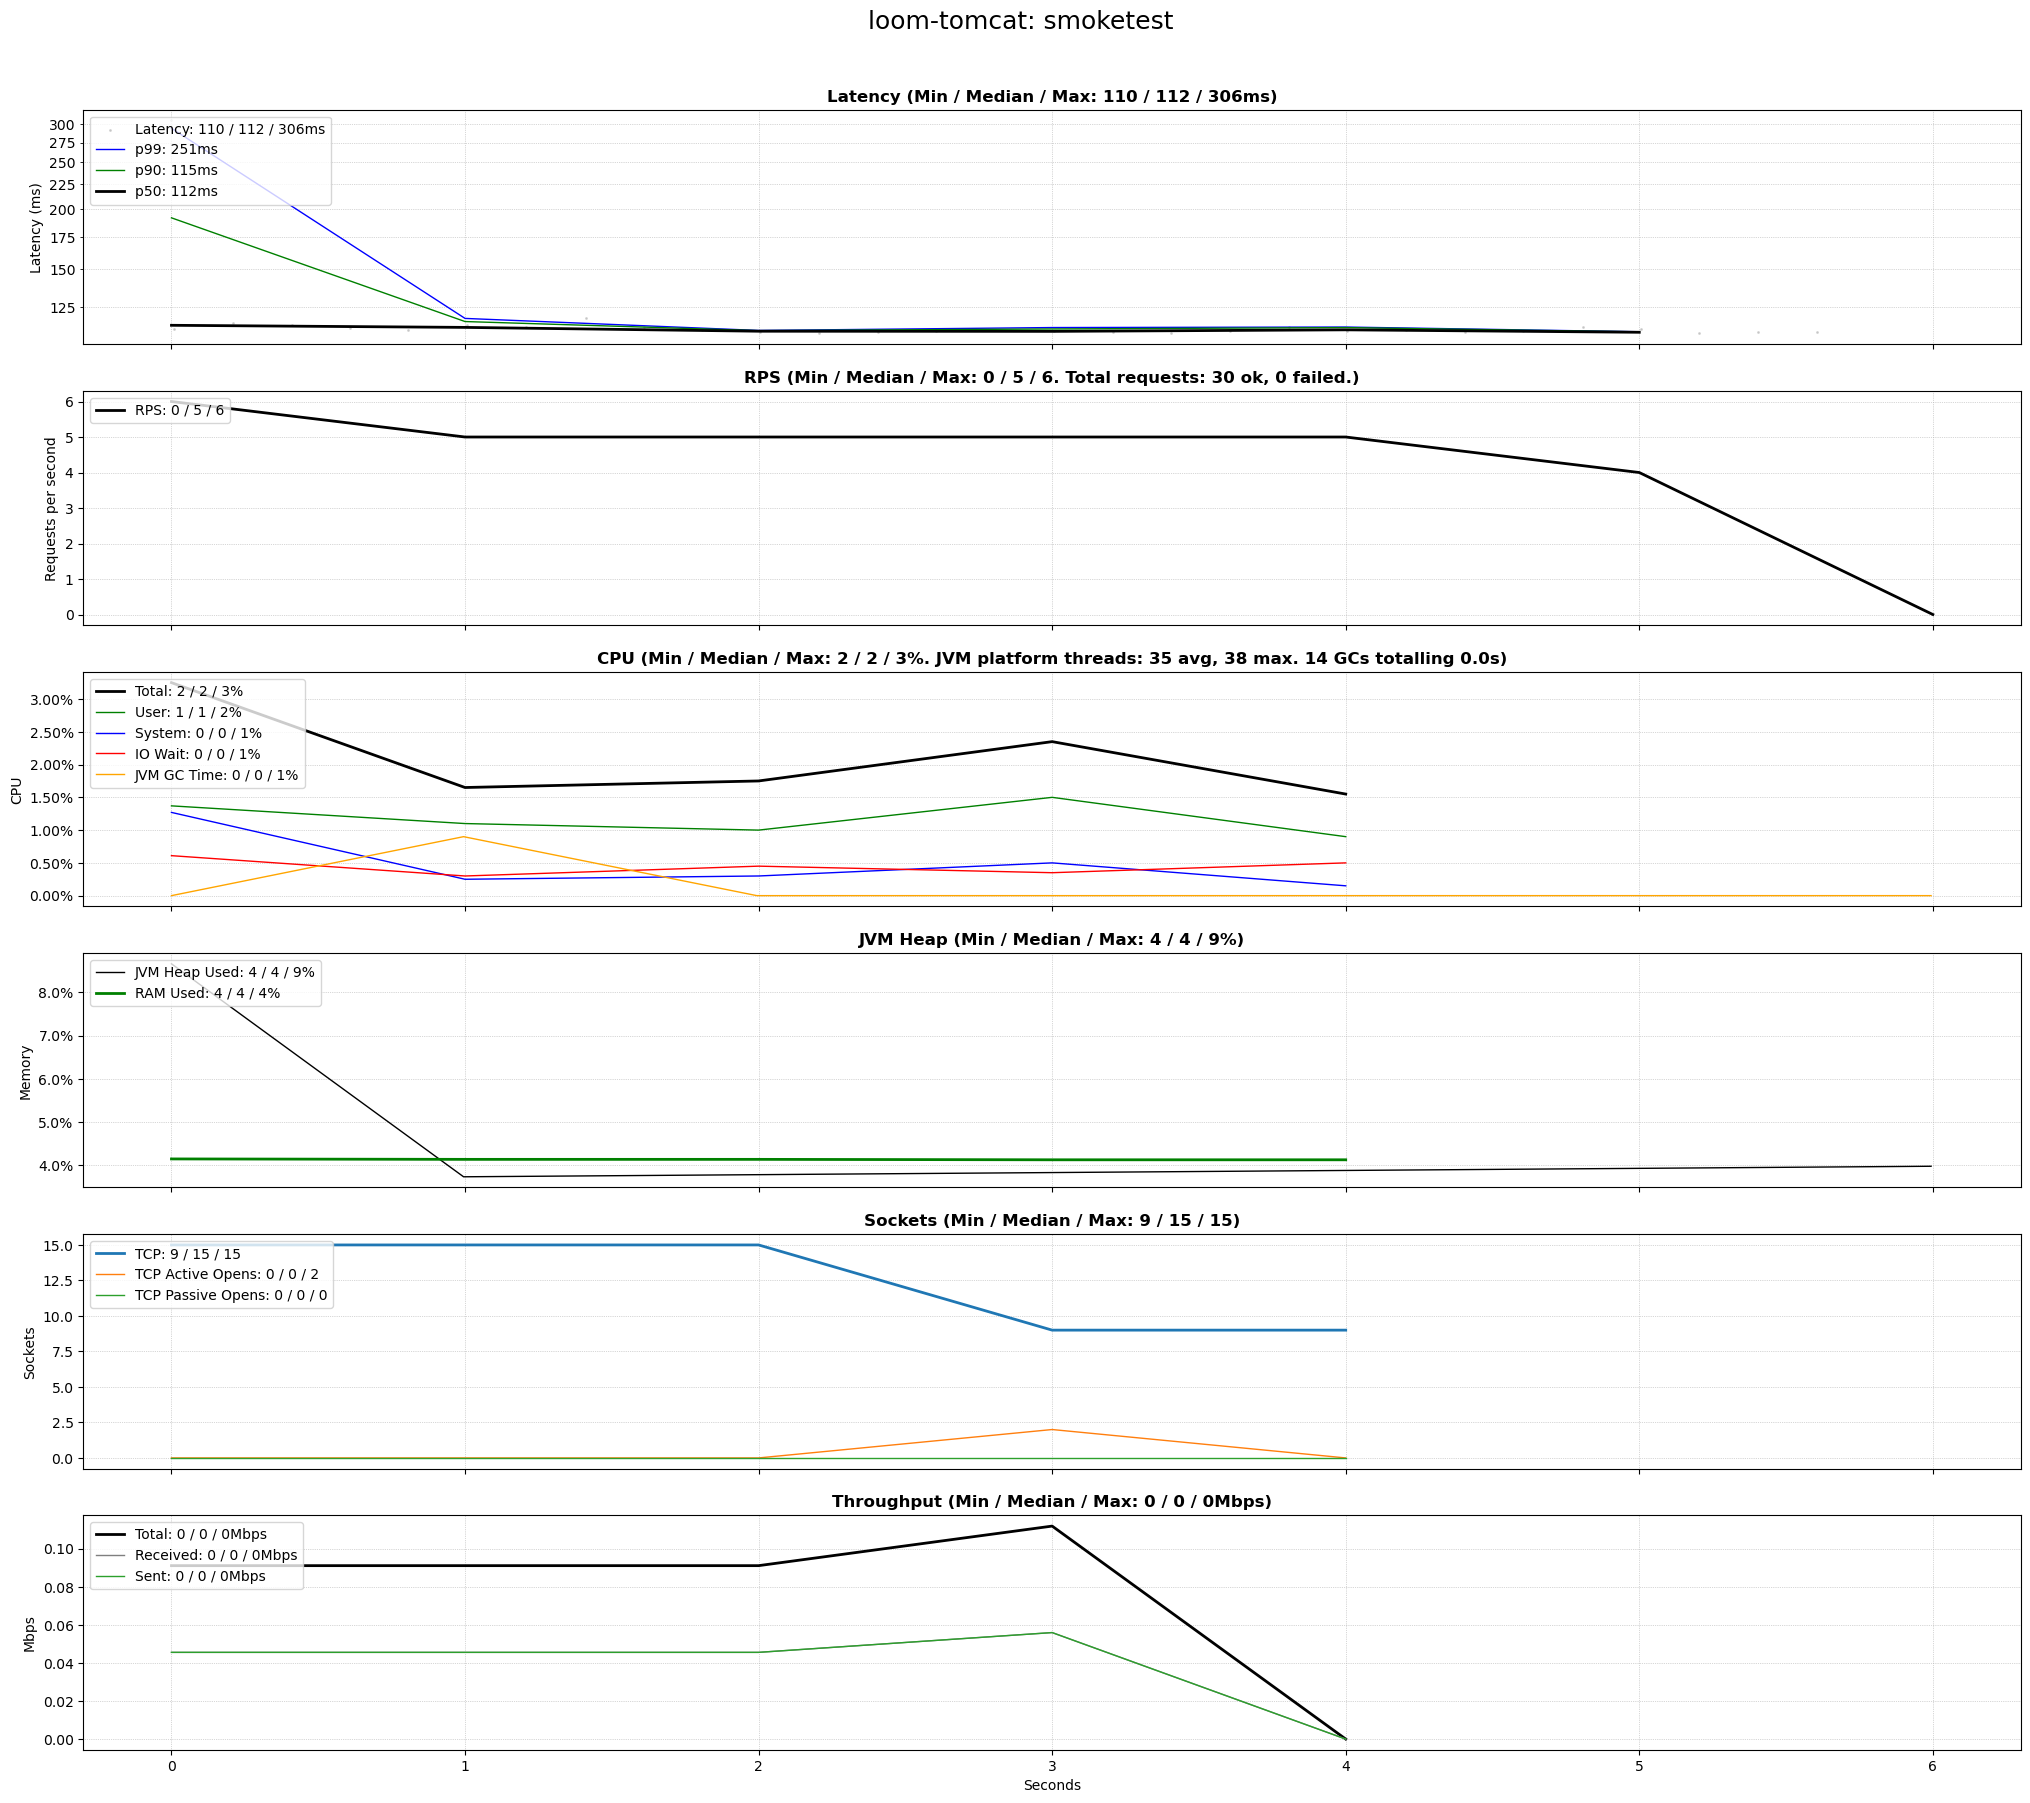 loom-tomcat: smoketest
Latency (Min / Median / Max: 110 / 112 / 306ms)
Latency (ms)
300
275
250
225
200
175
150
125
Latency: 110 / 112 / 306ms
p99: 251ms
p90: 115ms
p50: 112ms
RPS (Min / Median / Max: 0 / 5 / 6. Total requests: 30 ok, 0 failed.)
Requests per second
6
5
4
3
2
1
0
RPS: 0 / 5 / 6
CPU (Min / Median / Max: 2 / 2 / 3%. JVM platform threads: 35 avg, 38 max. 14 GCs totalling 0.0s)
CPU
3.00%
2.50%
2.00%
1.50%
1.00%
0.50%
0.00%
Total: 2 / 2 / 3%
User: 1 / 1 / 2%
System: 0 / 0 / 1%
IO Wait: 0 / 0 / 1%
JVM GC Time: 0 / 0 / 1%
JVM Heap (Min / Median / Max: 4 / 4 / 9%)
Memory
8.0%
7.0%
6.0%
5.0%
4.0%
JVM Heap Used: 4 / 4 / 9%
RAM Used: 4 / 4 / 4%
Sockets (Min / Median / Max: 9 / 15 / 15)
Sockets
15.0
12.5
10.0
7.5
5.0
2.5
0.0
TCP: 9 / 15 / 15
TCP Active Opens: 0 / 0 / 2
TCP Passive Opens: 0 / 0 / 0
Throughput (Min / Median / Max: 0 / 0 / 0Mbps)
Mbps
0.10
0.08
0.06
0.04
0.02
0.00
Total: 0 / 0 / 0Mbps
Received: 0 / 0 / 0Mbps
Sent: 0 / 0 / 0Mbps
0 1 2 3 4 5 6
Seconds